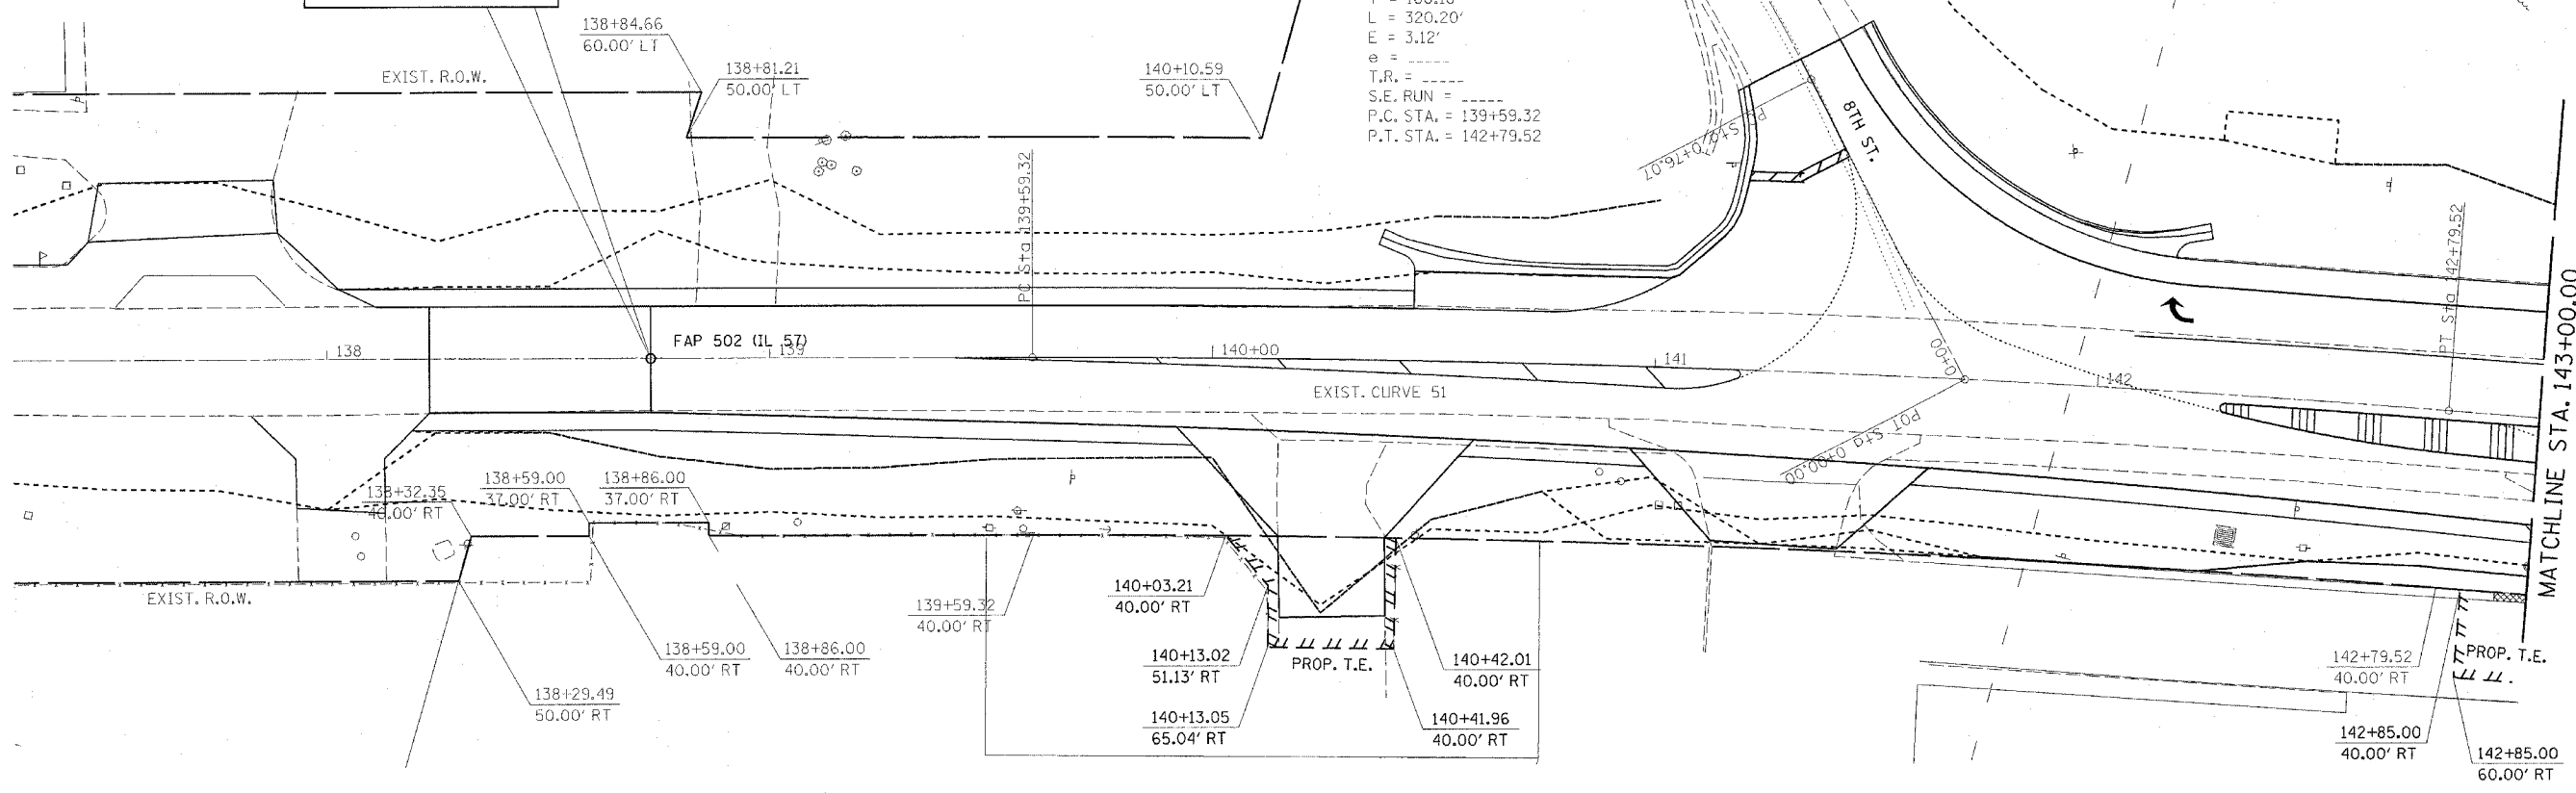 138+84.66
60.00' LT
EXIST. R.O.W.
138+81.21
50.00' LT
140+10.59
50.00' LT
L = 320.20'
E = 3.12'
e = _____
T.R. = _____
S.E. RUN = _____
P.C. STA. = 139+59.32
P.T. STA. = 142+79.52
PC Sta 139+59.32
PC Sta 70+76.07
8TH ST.
PT Sta 142+79.52
MATCHLINE STA. 143+00.00
FAP 502 (IL 57)
138
139
140+00
141
142
0+00
EXIST. CURVE 51
POT Sta 0+00.00
138+32.35
40.00' RT
138+59.00
37.00' RT
138+86.00
37.00' RT
EXIST. R.O.W.
138+29.49
50.00' RT
138+59.00
40.00' RT
138+86.00
40.00' RT
139+59.32
40.00' RT
140+03.21
40.00' RT
140+13.02
51.13' RT
140+13.05
65.04' RT
PROP. T.E.
140+42.01
40.00' RT
140+41.96
40.00' RT
142+79.52
40.00' RT
PROP. T.E.
142+85.00
40.00' RT
142+85.00
60.00' RT